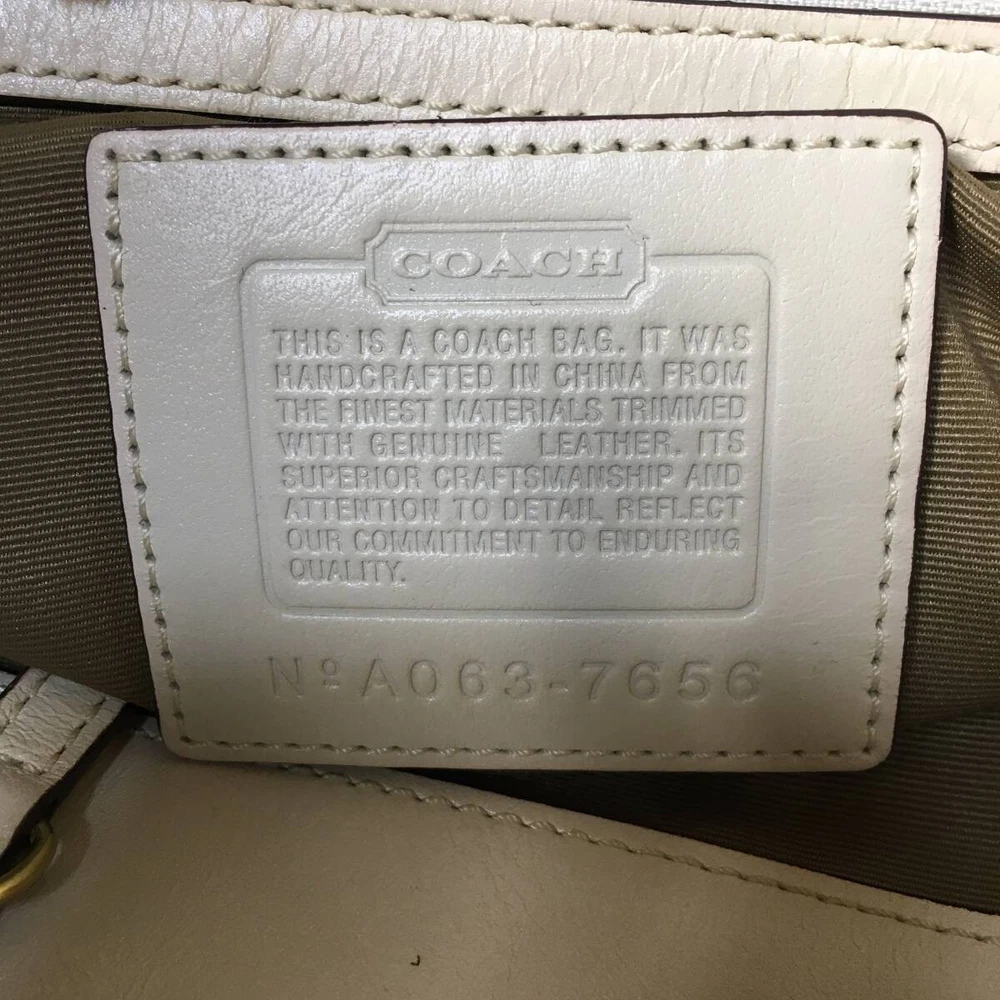 COACH
THIS IS A COACH BAG. IT WAS
HANDCRAFTED IN CHINA FROM
THE FINEST MATERIALS TRIMMED
WITH GENUINE LEATHER. ITS
SUPERIOR CRAFTSMANSHIP AND
ATTENTION TO DETAIL REFLECT
OUR COMMITMENT TO ENDURING
QUALITY.
Nº A063-7656